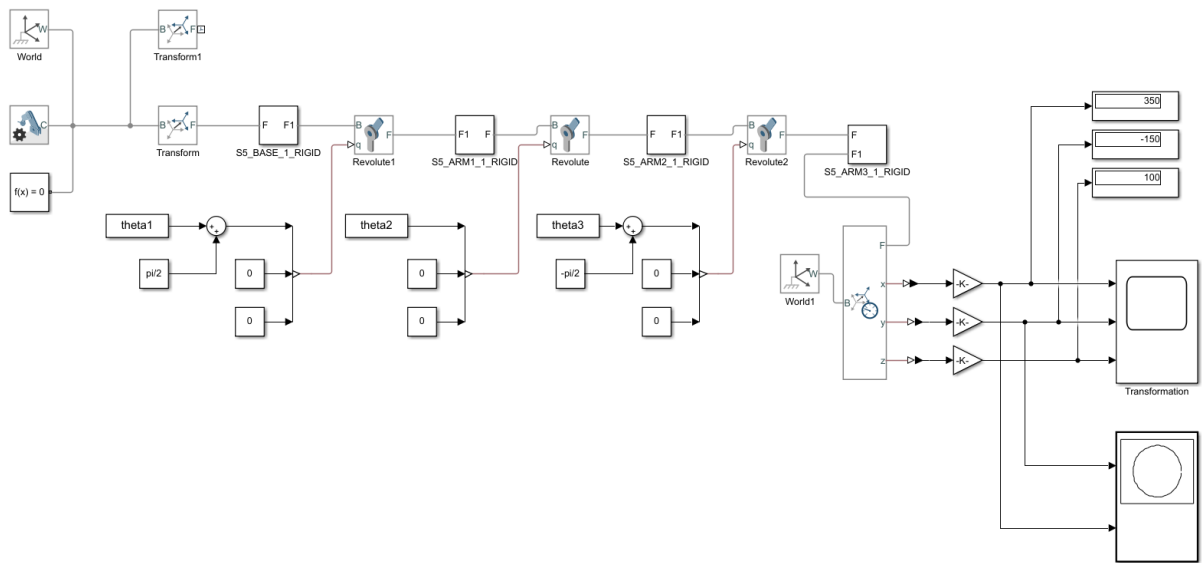 W
World
B F
Transform1
C
B F
Transform
F F1
S5_BASE_1_RIGID
B
q
F
Revolute1
F1 F
S5_ARM1_1_RIGID
B
q
F
Revolute
F F1
S5_ARM2_1_RIGID
B
q
F
Revolute2
F
F1
S5_ARM3_1_RIGID
350
-150
100
f(x) = 0
theta1
+
+
pi/2
0
0
theta2
0
0
theta3
+
+
-pi/2
0
0
W
World1
B
F
x
y
z
-K-
-K-
-K-
Transformation